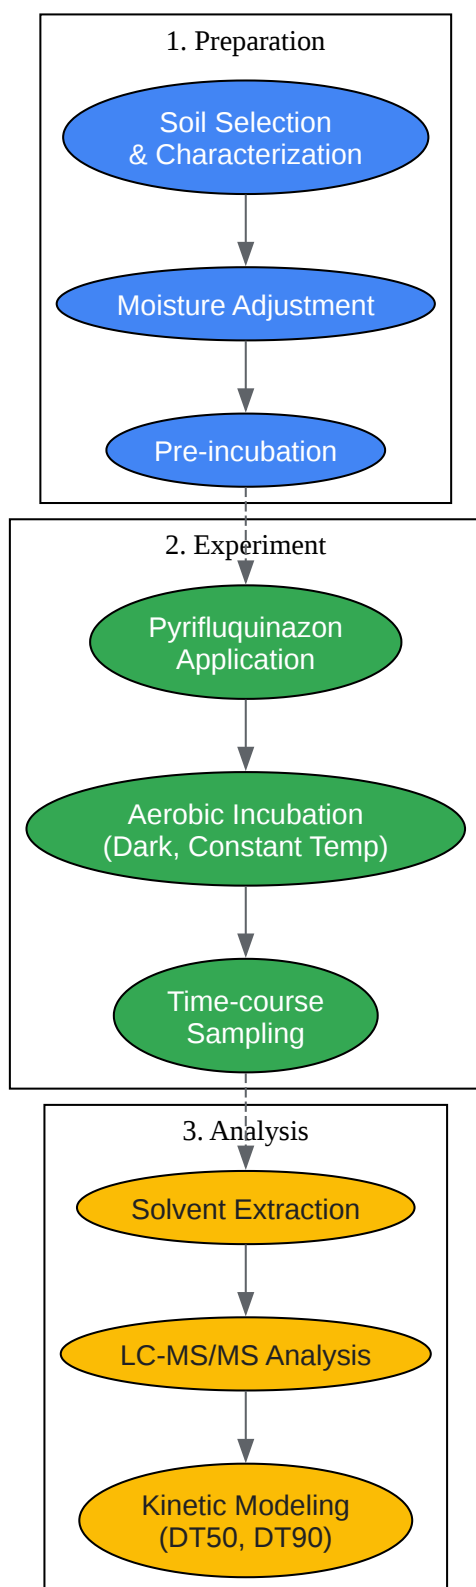 1. Preparation
Soil Selection
& Characterization
Moisture Adjustment
Pre-incubation
2. Experiment
Pyrifluquinazon
Application
Aerobic Incubation
(Dark, Constant Temp)
Time-course
Sampling
3. Analysis
Solvent Extraction
LC-MS/MS Analysis
Kinetic Modeling
(DT50, DT90)